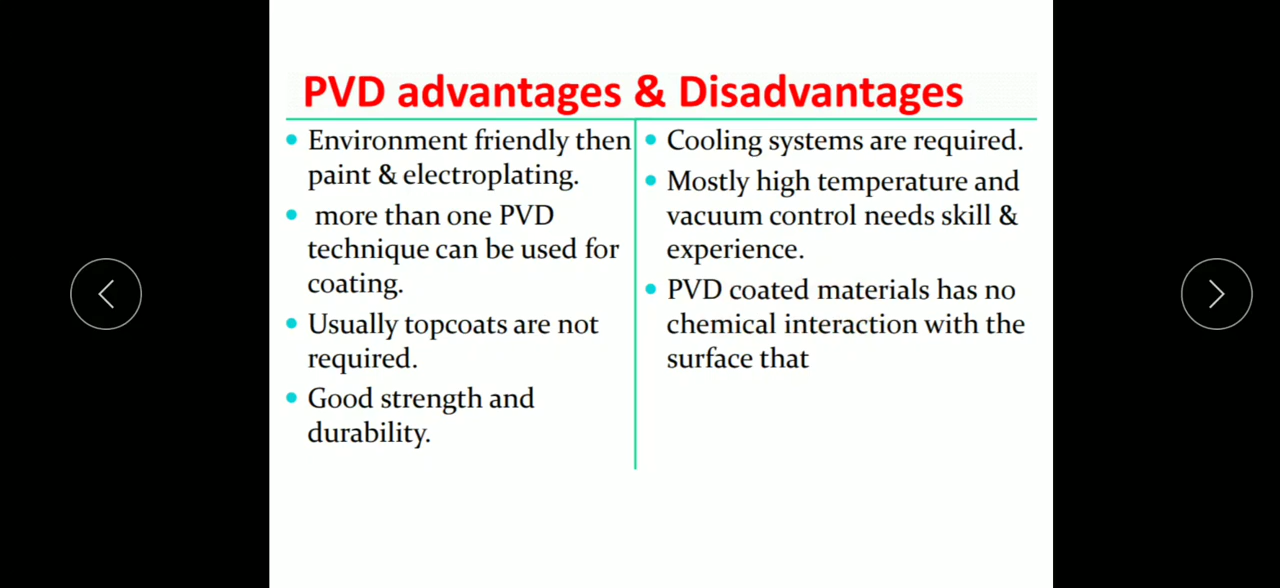 PVD advantages & Disadvantages
Environment friendly then
paint & electroplating.
more than one PVD
technique can be used for
coating.
Usually topcoats are not
required.
Good strength and
durability.
Cooling systems are required.
Mostly high temperature and
vacuum control needs skill &
experience.
PVD coated materials has no
chemical interaction with the
surface that